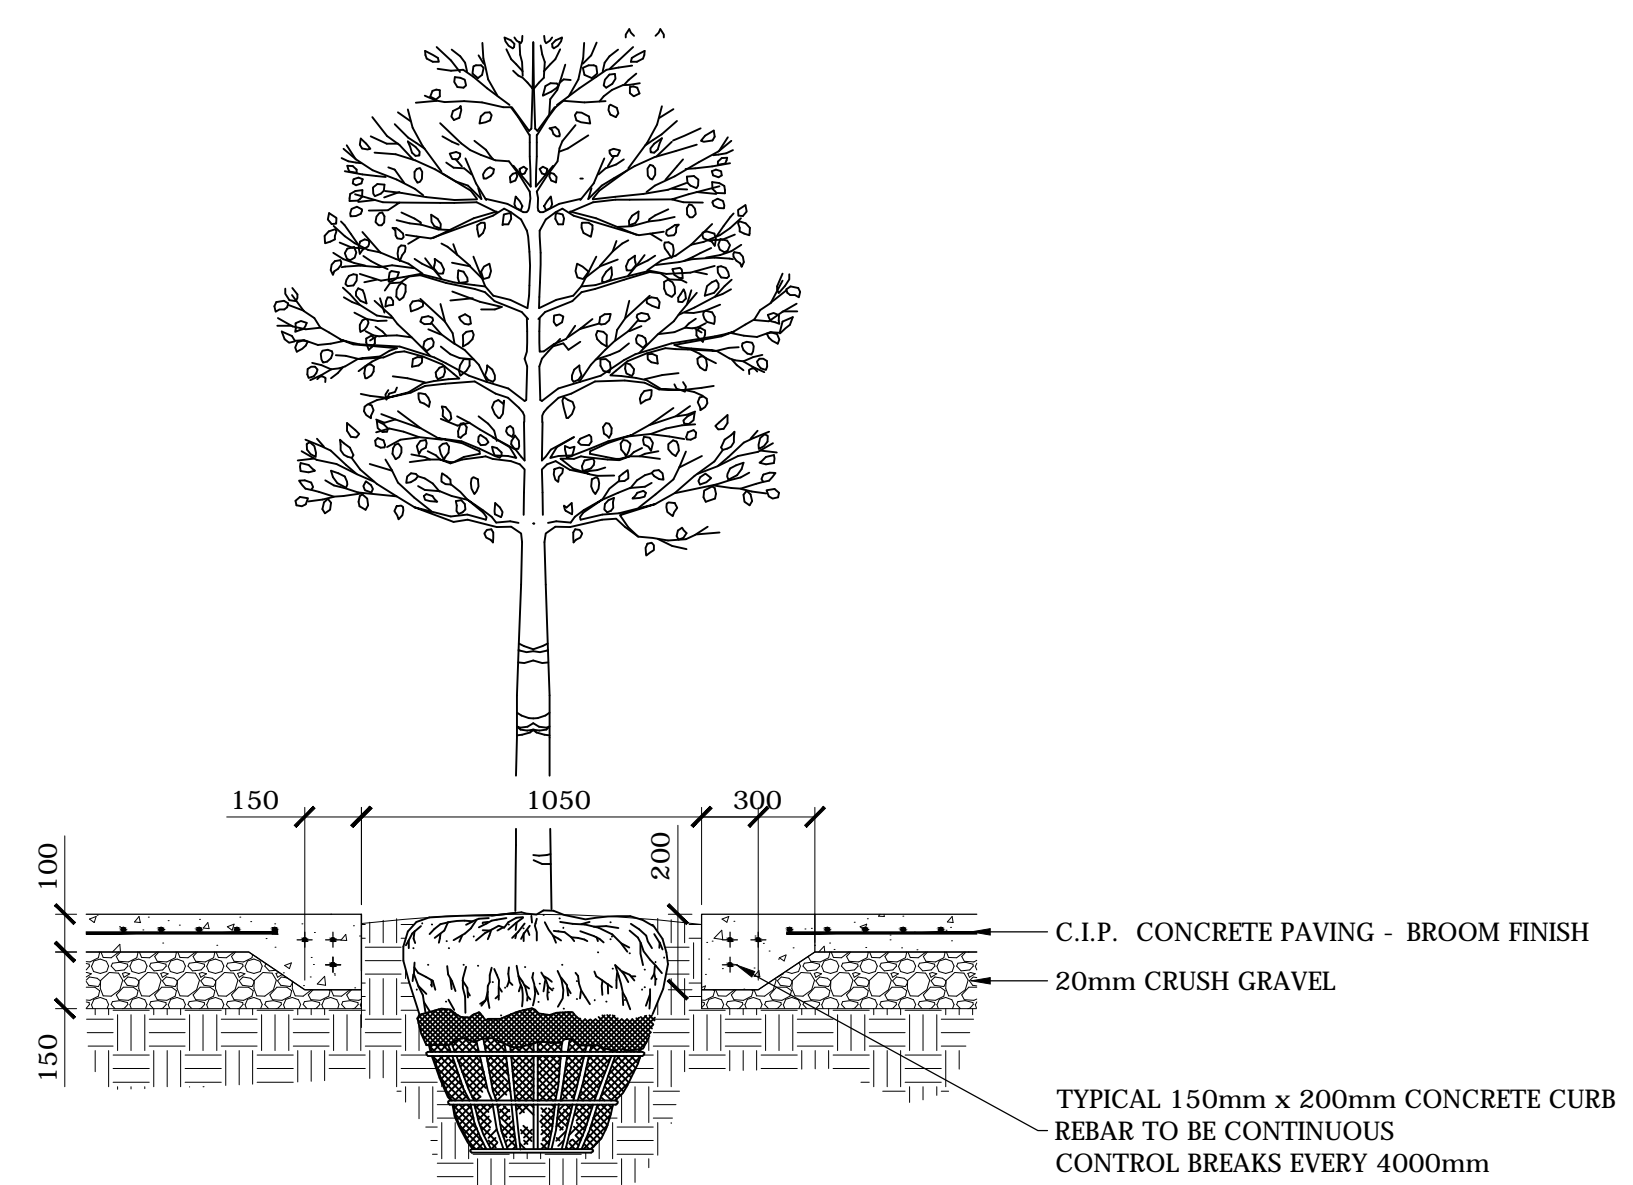 150
1050
300
100
200
C.I.P. CONCRETE PAVING - BROOM FINISH
20mm CRUSH GRAVEL
150
TYPICAL 150mm x 200mm CONCRETE CURB
REBAR TO BE CONTINUOUS
CONTROL BREAKS EVERY 4000mm